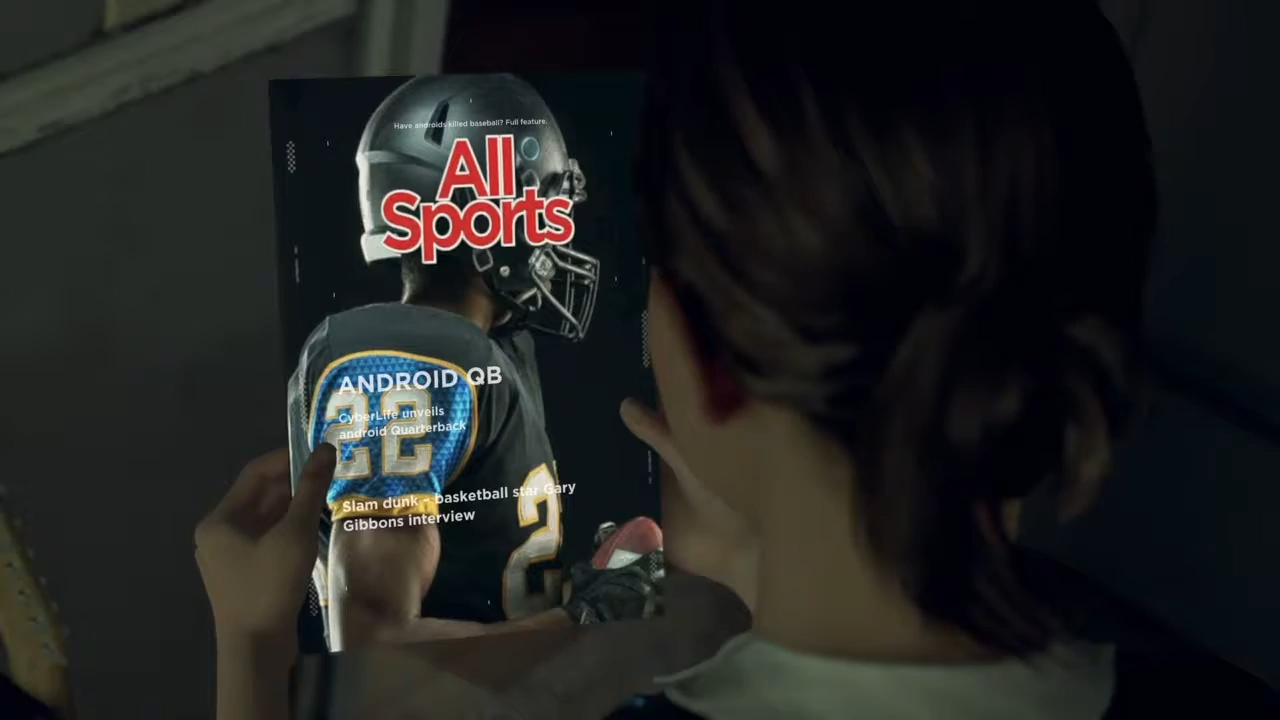 Have androids killed baseball? Full feature.
All
Sports
ANDROID QB
22
CyberLife unveils
android Quarterback
Slam dunk - basketball star Gary
Gibbons interview
2